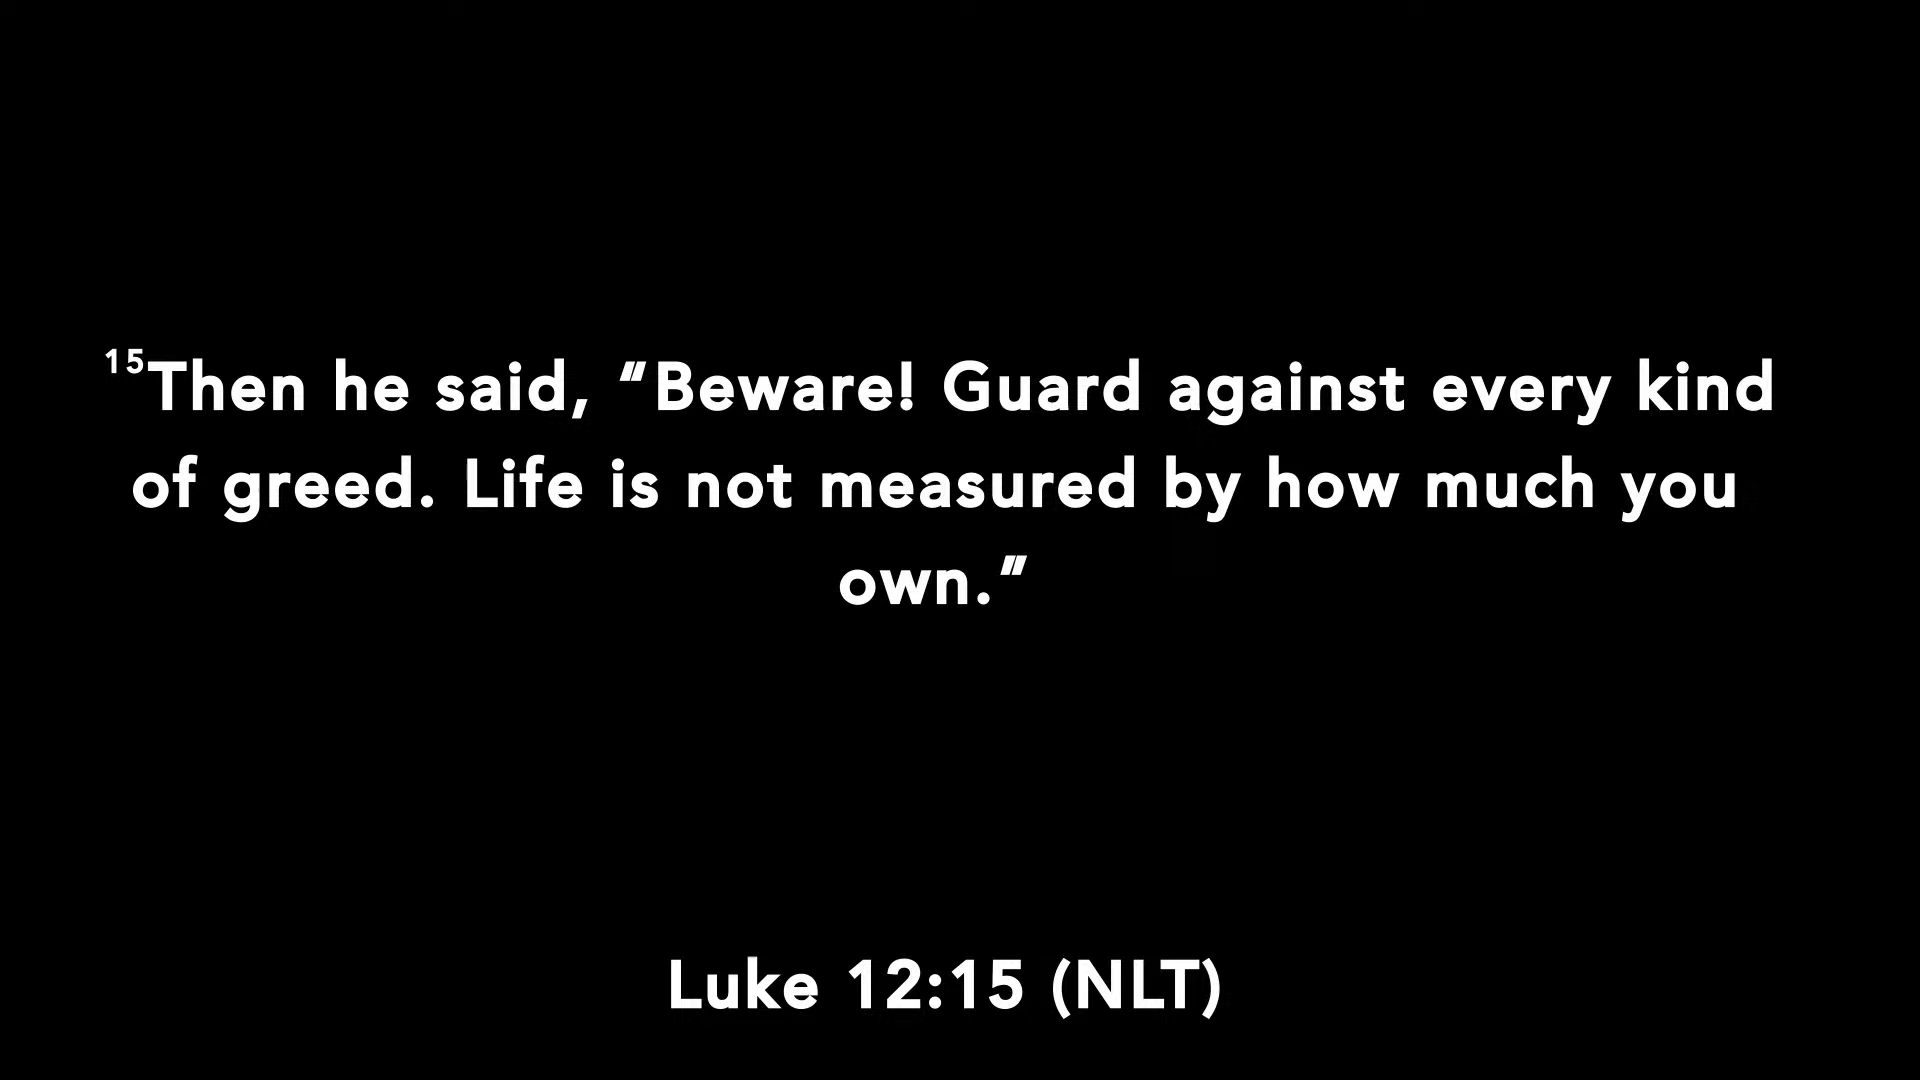 ¹⁵Then he said, “Beware! Guard against every kind
of greed. Life is not measured by how much you
own.”
Luke 12:15 (NLT)